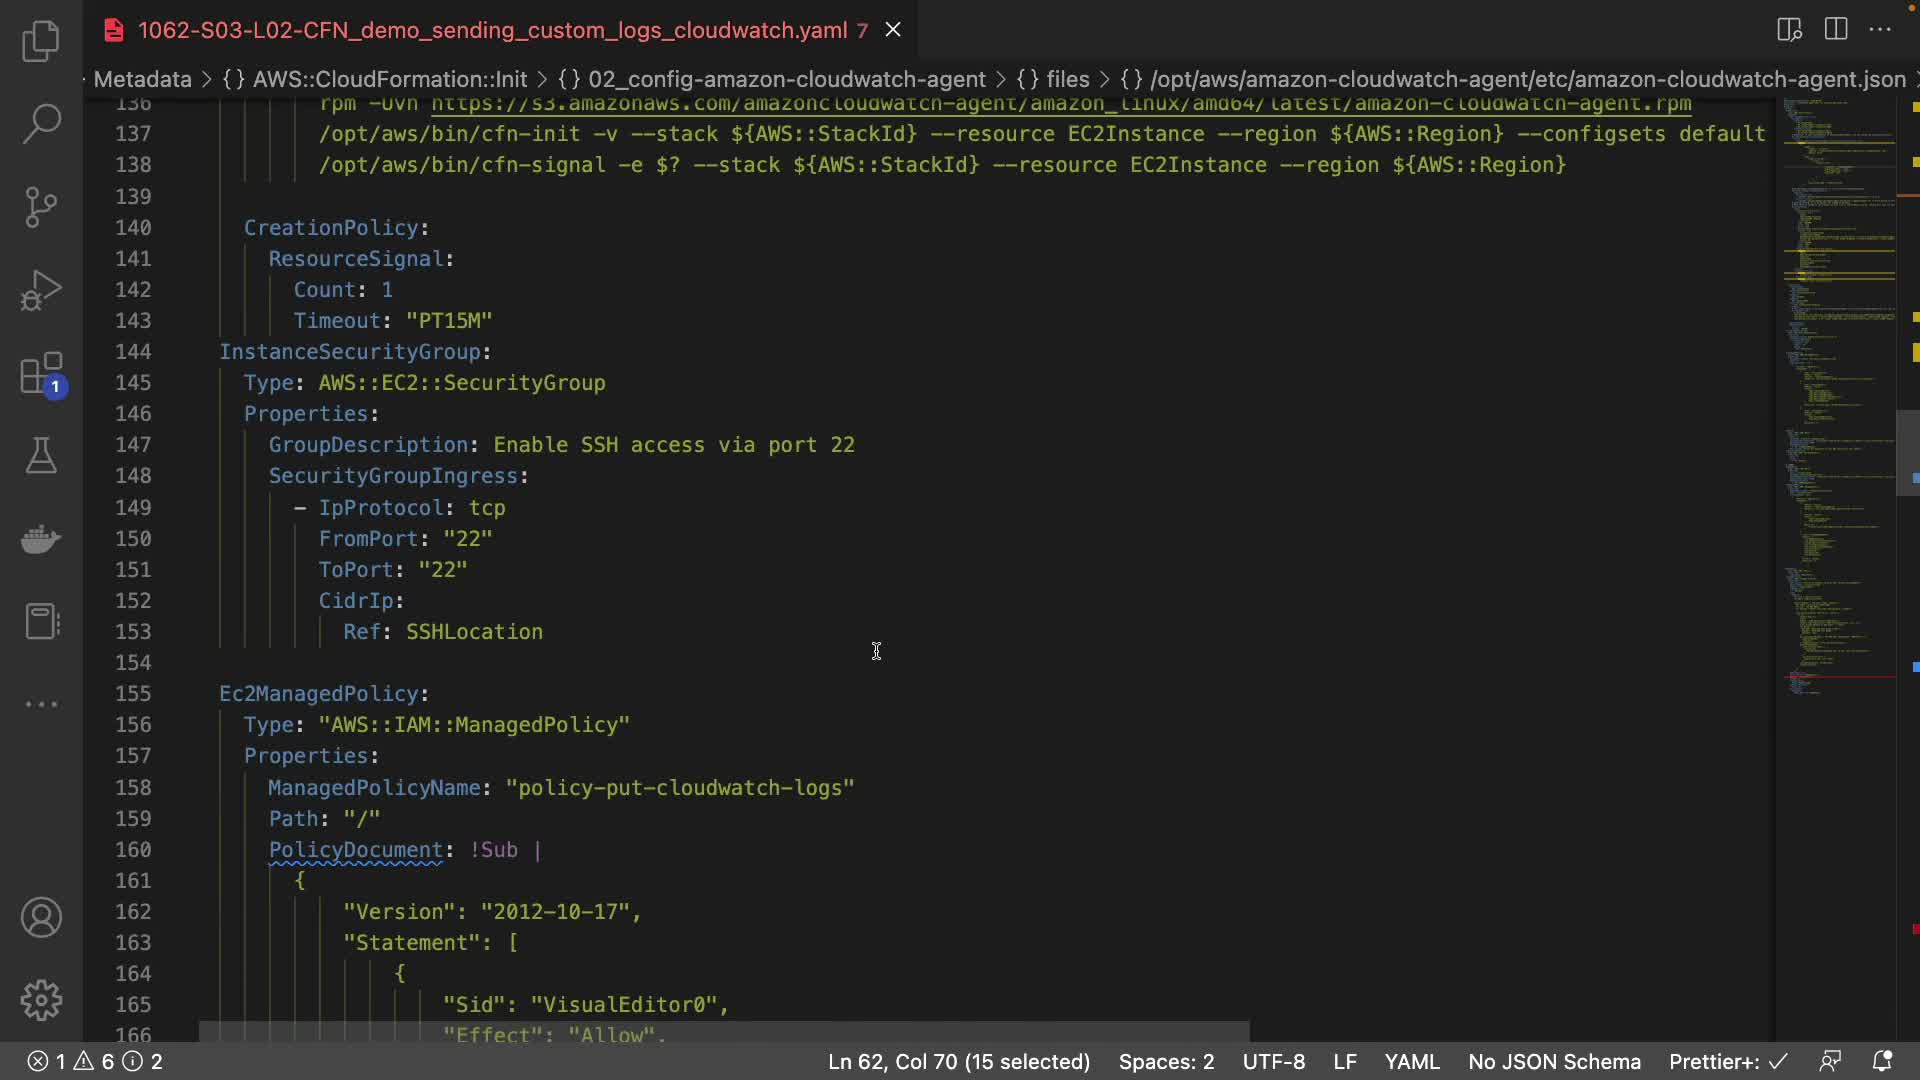 1062-S03-L02-CFN_demo_sending_custom_logs_cloudwatch.yaml 7
Metadata > {} AWS::CloudFormation::Init > {} 02_config-amazon-cloudwatch-agent > {} files > {} /opt/aws/amazon-cloudwatch-agent/etc/amazon-cloudwatch-agent.json >
136 rpm -Uvh https://s3.amazonaws.com/amazoncloudwatch-agent/amazon_linux/amd64/latest/amazon-cloudwatch-agent.rpm
137 /opt/aws/bin/cfn-init -v --stack ${AWS::StackId} --resource EC2Instance --region ${AWS::Region} --configsets default
138 /opt/aws/bin/cfn-signal -e $? --stack ${AWS::StackId} --resource EC2Instance --region ${AWS::Region}
139
140 CreationPolicy:
141 ResourceSignal:
142 Count: 1
143 Timeout: "PT15M"
144 InstanceSecurityGroup:
145 Type: AWS::EC2::SecurityGroup
146 Properties:
147 GroupDescription: Enable SSH access via port 22
148 SecurityGroupIngress:
149 - IpProtocol: tcp
150 FromPort: "22"
151 ToPort: "22"
152 CidrIp:
153 Ref: SSHLocation
154
155 Ec2ManagedPolicy:
156 Type: "AWS::IAM::ManagedPolicy"
157 Properties:
158 ManagedPolicyName: "policy-put-cloudwatch-logs"
159 Path: "/"
160 PolicyDocument: !Sub |
161 {
162 "Version": "2012-10-17",
163 "Statement": [
164 {
165 "Sid": "VisualEditor0",
166 "Effect": "Allow",
1
1 6 2 Ln 62, Col 70 (15 selected) Spaces: 2 UTF-8 LF YAML No JSON Schema Prettier+: ✓